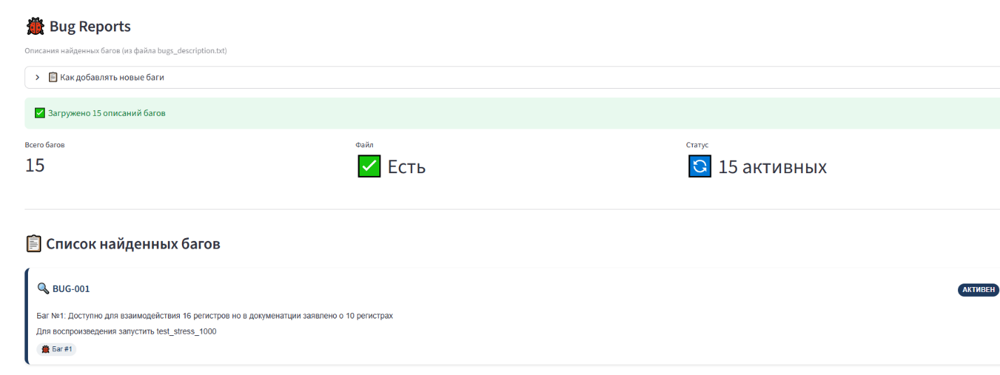 Bug Reports
Описания найденных багов (из файла bugs_description.txt)
Как добавлять новые баги
Загружено 15 описаний багов
Всего багов
Файл
Статус
15
Есть
15 активных
Список найденных багов
BUG-001
АКТИВЕН
Баг №1: Доступно для взаимодействия 16 регистров но в докуменатции заявлено о 10 регистрах
Для воспроизведения запустить test_stress_1000
Баг #1